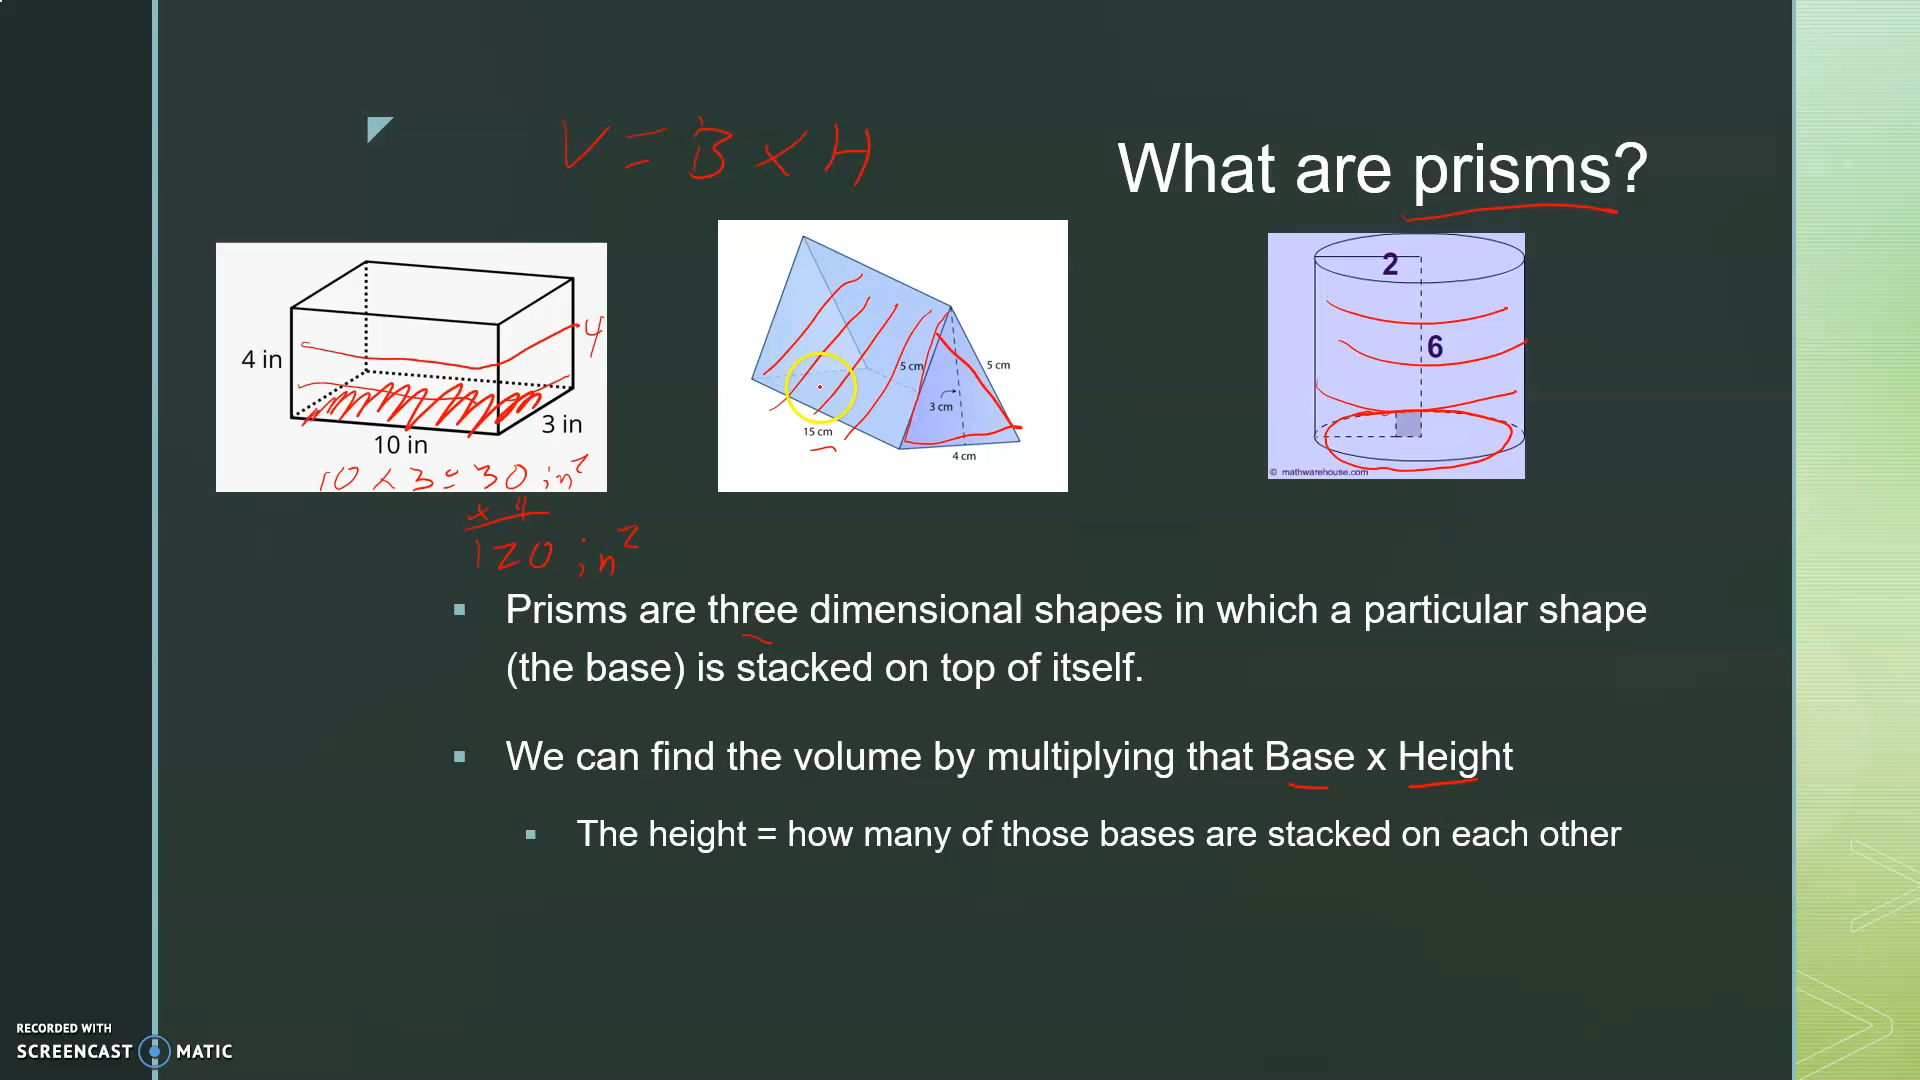 V = B x H
What are prisms?
4 in
10 in
3 in
4
10 x 3 = 30 in²
x 4
120 in²
5 cm
5 cm
3 cm
15 cm
4 cm
2
6
© mathwarehouse.com
▪ Prisms are three dimensional shapes in which a particular shape
(the base) is stacked on top of itself.
▪ We can find the volume by multiplying that Base x Height
▪ The height = how many of those bases are stacked on each other
RECORDED WITH
SCREENCAST MATIC